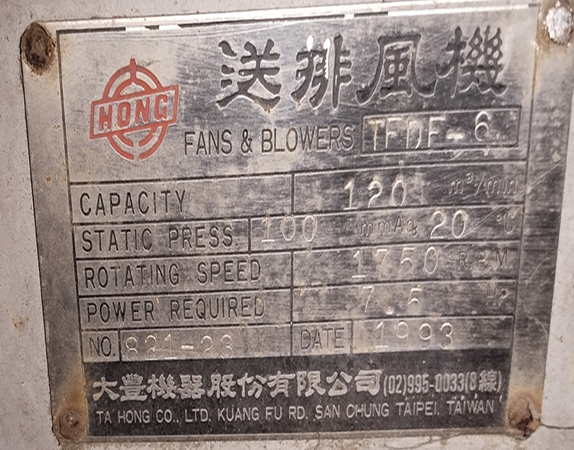 HONG
送排風機
FANS & BLOWERS TFDF-6
CAPACITY 120 m³/min
STATIC PRESS. 100 mmAq 20 ℃
ROTATING SPEED 1750 RPM
POWER REQUIRED 7.5 HP
NO. 821-23 DATE 1993
大豐機器股份有限公司(02)995-0033(8線)
TA HONG CO., LTD. KUANG FU RD. SAN CHUNG TAIPEI, TAIWAN